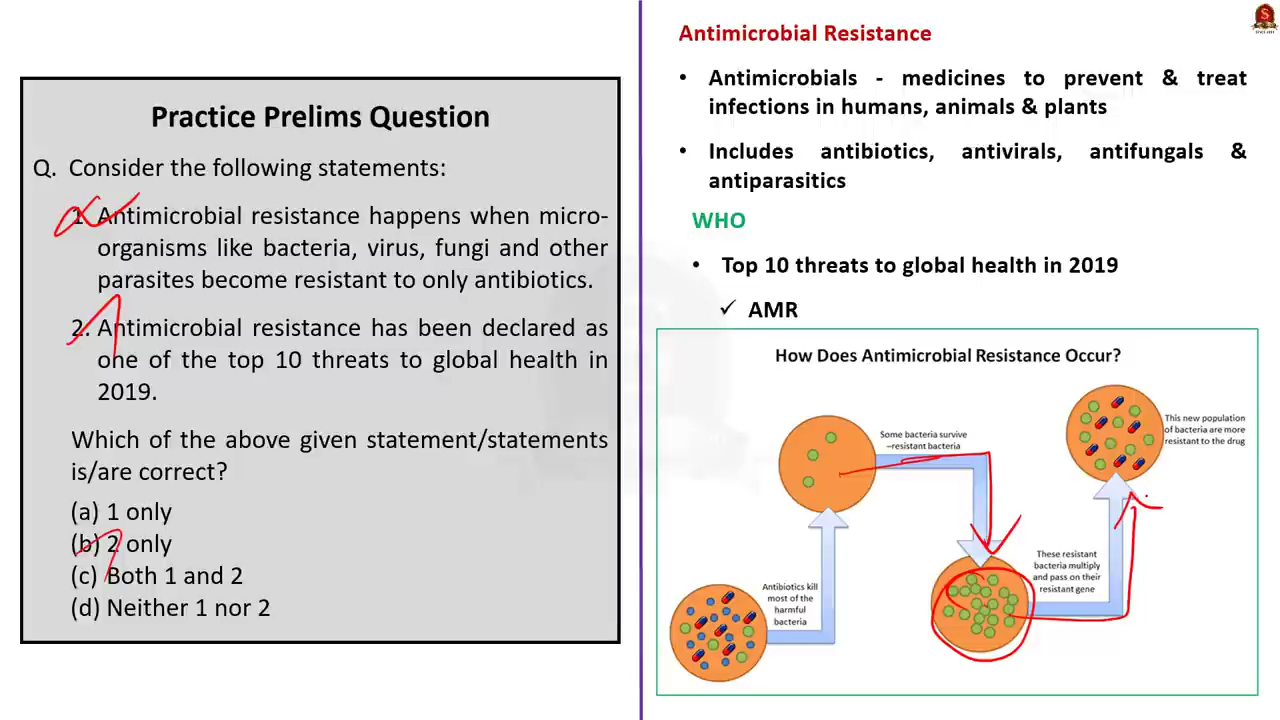 Practice Prelims Question
Q. Consider the following statements:
1. Antimicrobial resistance happens when micro-
organisms like bacteria, virus, fungi and other
parasites become resistant to only antibiotics.
2. Antimicrobial resistance has been declared as
one of the top 10 threats to global health in
2019.
Which of the above given statement/statements
is/are correct?
(a) 1 only
(b) 2 only
(c) Both 1 and 2
(d) Neither 1 nor 2
Antimicrobial Resistance
• Antimicrobials - medicines to prevent & treat
infections in humans, animals & plants
• Includes antibiotics, antivirals, antifungals &
antiparasitics
WHO
• Top 10 threats to global health in 2019
✓ AMR
How Does Antimicrobial Resistance Occur?
Some bacteria survive
–resistant bacteria
This new population
of bacteria are more
resistant to the drug
Antibiotics kill
most of the
harmful
bacteria
These resistant
bacteria multiply
and pass on their
resistant gene